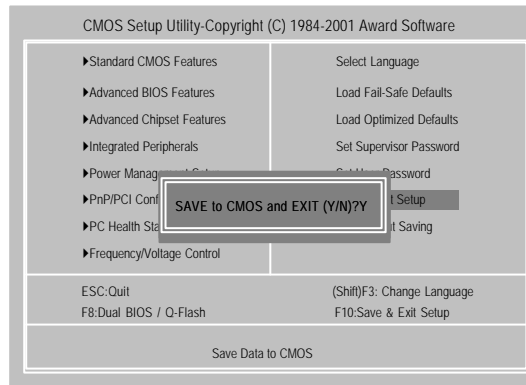 CMOS Setup Utility-Copyright (C) 1984-2001 Award Software
▶Standard CMOS Features
▶Advanced BIOS Features
▶Advanced Chipset Features
▶Integrated Peripherals
▶Power
▶PnP/PCI
▶PC Health
▶Frequency/Voltage Control
Select Language
Load Fail-Safe Defaults
Load Optimized Defaults
Set Supervisor Password
Password
Setup
Saving
SAVE to CMOS and EXIT (Y/N)?Y
ESC:Quit
(Shift)F3: Change Language
F8:Dual BIOS / Q-Flash
F10:Save & Exit Setup
Save Data to CMOS